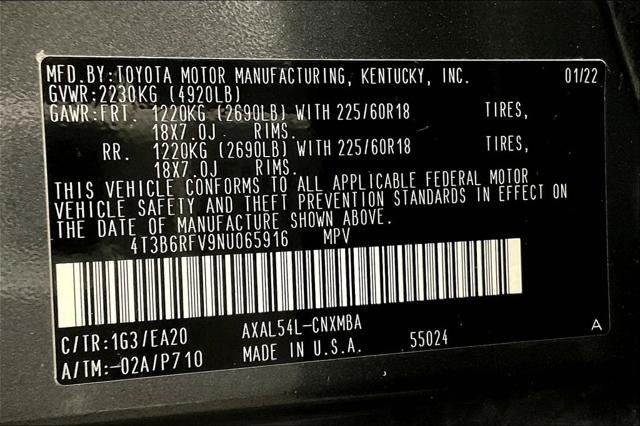 MFD.BY:TOYOTA MOTOR MANUFACTURING, KENTUCKY, INC. 01/22
GVWR:2230KG (4920LB)
GAWR:FRT. 1220KG (2690LB) WITH 225/60R18 TIRES,
18X7.0J RIMS.
RR. 1220KG (2690LB) WITH 225/60R18 TIRES,
18X7.0J RIMS.
THIS VEHICLE CONFORMS TO ALL APPLICABLE FEDERAL MOTOR
VEHICLE SAFETY AND THEFT PREVENTION STANDARDS IN EFFECT ON
THE DATE OF MANUFACTURE SHOWN ABOVE.
4T3B6RFV9NU065916 MPV
C/TR:1G3/EA20 AXAL54L-CNXMBA
A/TM:-02A/P710 MADE IN U.S.A. 55024 A